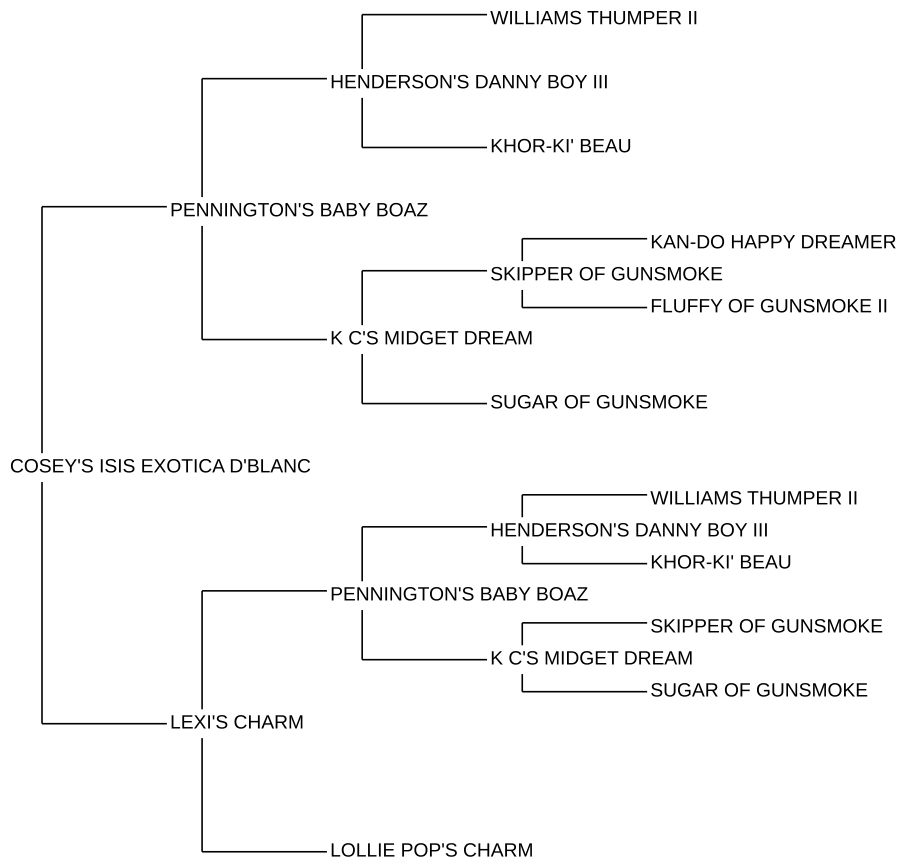 WILLIAMS THUMPER II
HENDERSON'S DANNY BOY III
KHOR-KI' BEAU
PENNINGTON'S BABY BOAZ
KAN-DO HAPPY DREAMER
SKIPPER OF GUNSMOKE
FLUFFY OF GUNSMOKE II
K C'S MIDGET DREAM
SUGAR OF GUNSMOKE
COSEY'S ISIS EXOTICA D'BLANC
WILLIAMS THUMPER II
HENDERSON'S DANNY BOY III
KHOR-KI' BEAU
PENNINGTON'S BABY BOAZ
SKIPPER OF GUNSMOKE
K C'S MIDGET DREAM
SUGAR OF GUNSMOKE
LEXI'S CHARM
LOLLIE POP'S CHARM